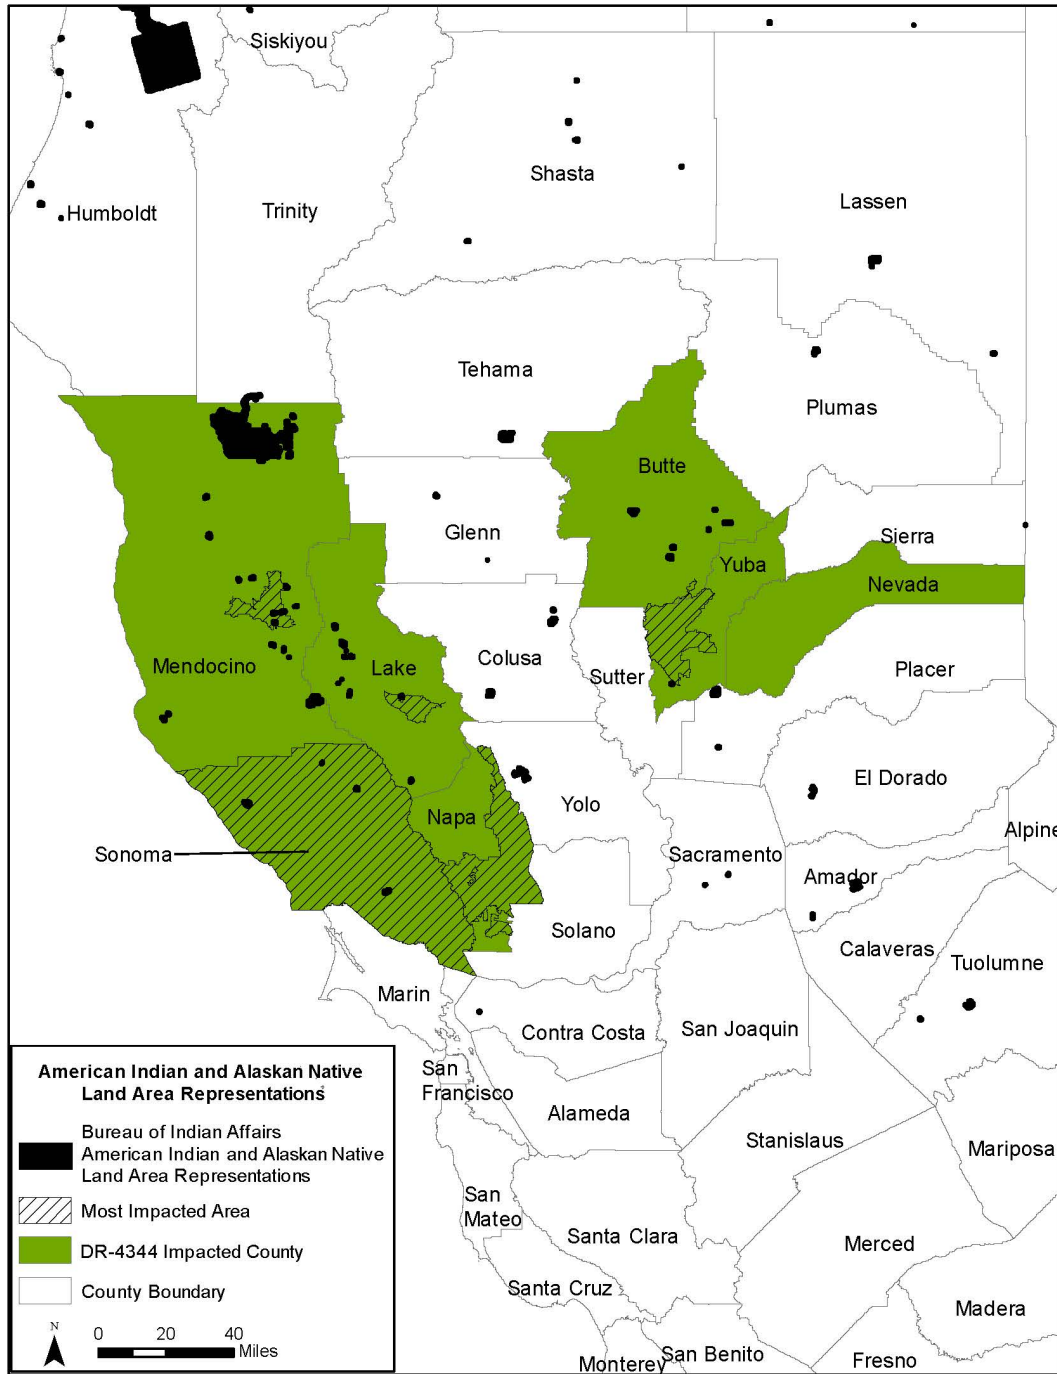 Siskiyou
Shasta
Lassen
Humboldt
Trinity
Tehama
Plumas
Butte
Glenn
Sierra
Yuba
Nevada
Mendocino
Lake
Colusa
Sutter
Placer
El Dorado
Napa
Yolo
Alpine
Sonoma
Sacramento
Amador
Solano
Calaveras
Tuolumne
Marin
Contra Costa
San Joaquin
San
Francisco
Alameda
Stanislaus
Mariposa
San
Mateo
Santa Clara
Merced
Santa Cruz
Madera
Monterey
San Benito
Fresno
American Indian and Alaskan Native
Land Area Representations
Bureau of Indian Affairs
American Indian and Alaskan Native
Land Area Representations
Most Impacted Area
DR-4344 Impacted County
County Boundary
N
0 20 40
Miles